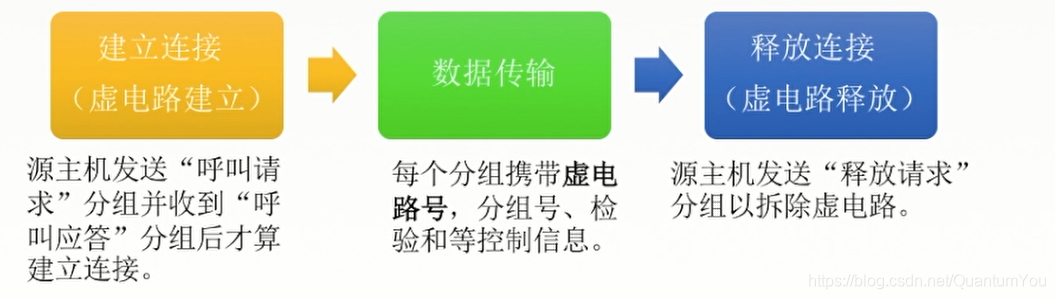 建立连接
（虚电路建立）
数据传输
释放连接
（虚电路释放）
源主机发送“呼叫请
求”分组并收到“呼
叫应答”分组后才算
建立连接。
每个分组携带虚电
路号，分组号、检
验和等控制信息。
源主机发送“释放请求”
分组以拆除虚电路。
https://blog.csdn.net/QuantumYou